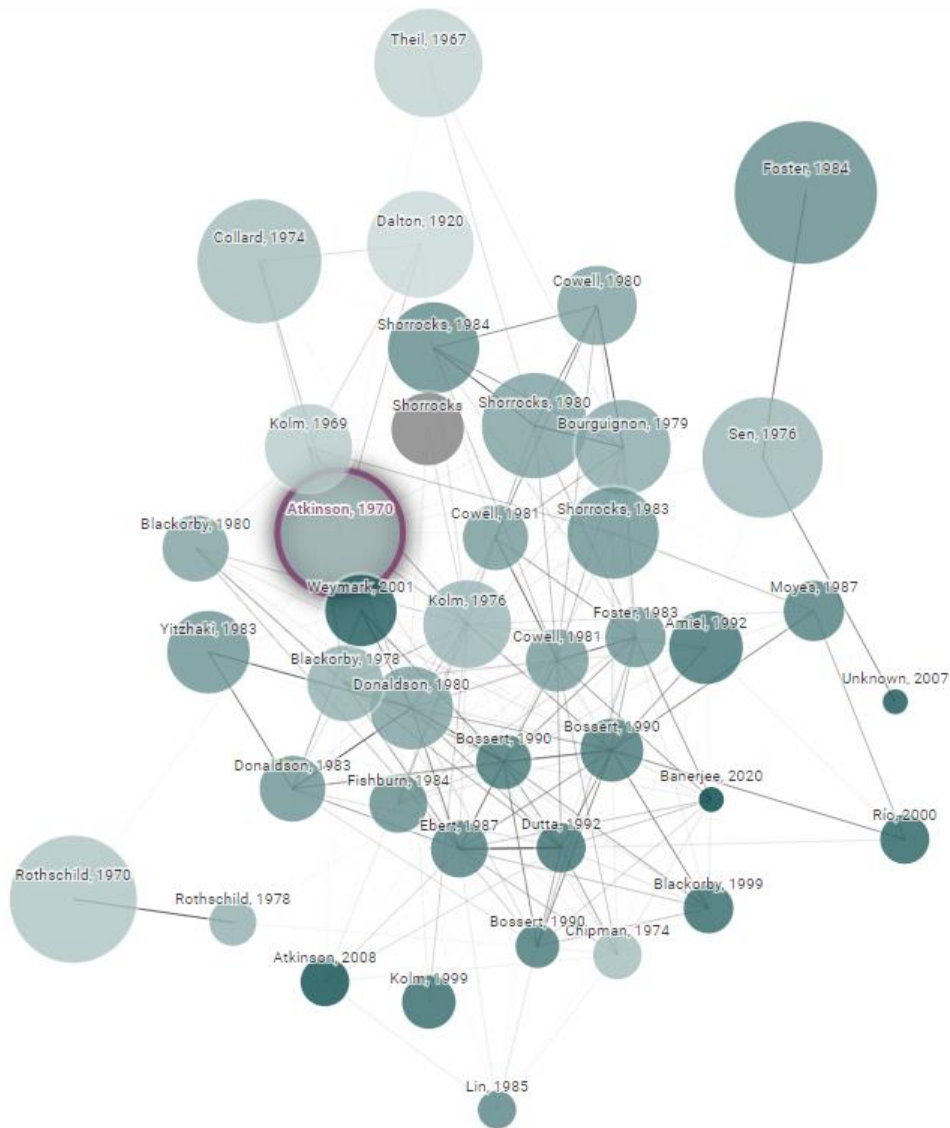 Theil, 1967
Foster, 1984
Dalton, 1920
Collard, 1974
Cowell, 1980
Shorrocks, 1984
Shorrocks
Shorrocks, 1980
Kolm, 1969
Bourguignon, 1979
Sen, 1976
Atkinson, 1970
Cowell, 1981
Shorrocks, 1983
Blackorby, 1980
Weymark, 2001
Kolm, 1976
Moyes, 1987
Foster, 1983
Amiel, 1992
Yitzhaki, 1983
Cowell, 1981
Blackorby, 1978
Unknown, 2007
Donaldson, 1980
Bossert, 1990
Bossert, 1990
Donaldson, 1983
Banerjee, 2020
Fishburn, 1984
Río, 2000
Ebert, 1987
Dutta, 1992
Rothschild, 1970
Blackorby, 1999
Rothschild, 1978
Bossert, 1990
Chipman, 1974
Atkinson, 2008
Kolm, 1999
Lin, 1985